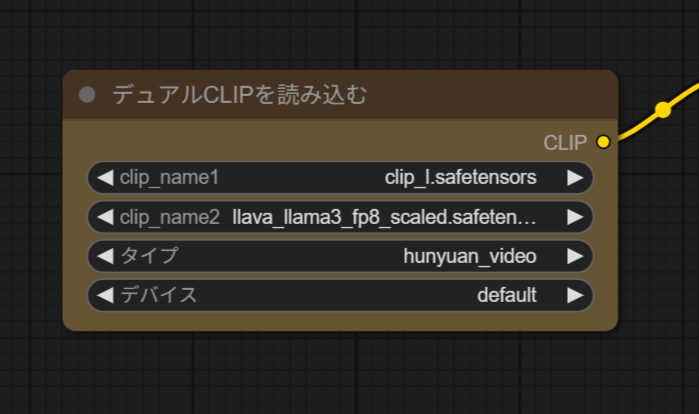 デュアルCLIPを読み込む
CLIP
clip_name1 clip_l.safetensors
clip_name2 llava_llama3_fp8_scaled.safeten...
タイプ hunyuan_video
デバイス default